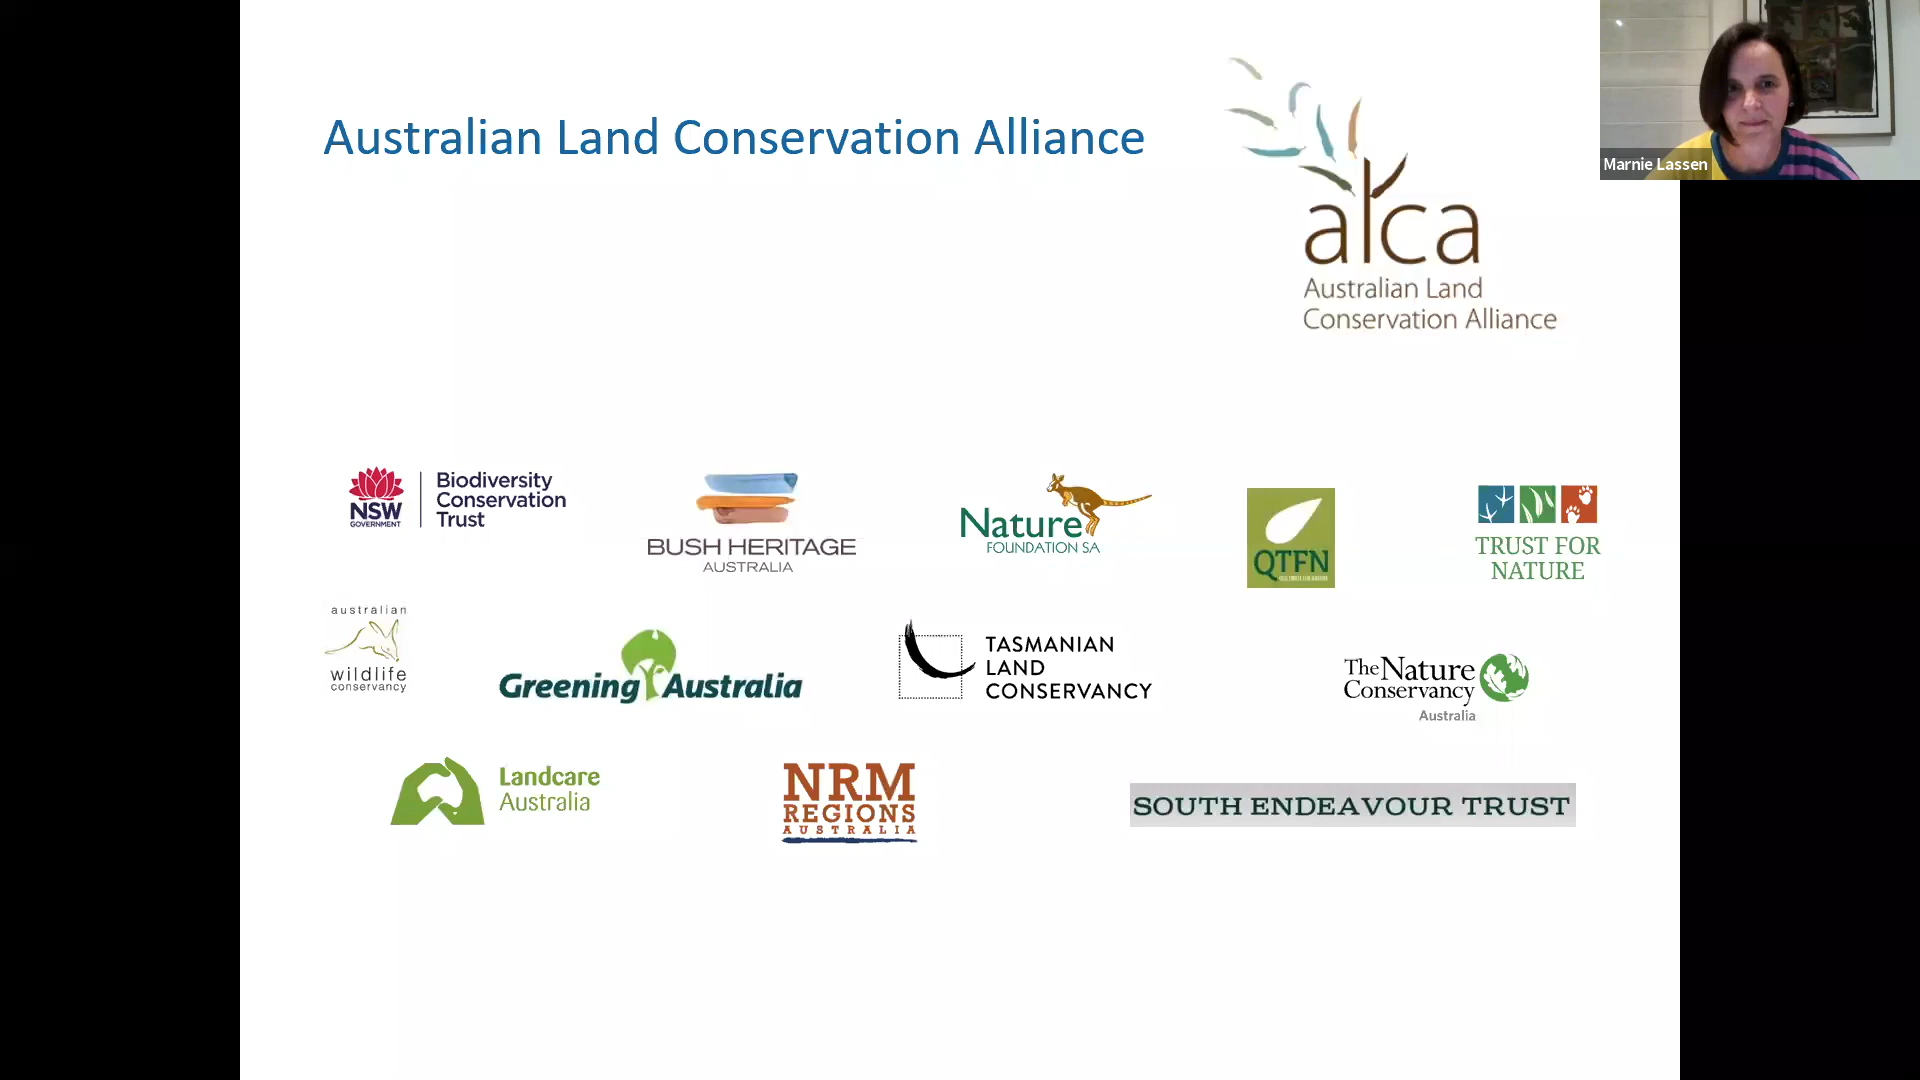 Australian Land Conservation Alliance
Marnie Lassen
alca
Australian Land
Conservation Alliance
NSW
GOVERNMENT
Biodiversity
Conservation
Trust
BUSH HERITAGE
AUSTRALIA
Nature
FOUNDATION SA
QTFN
TRUST FOR
NATURE
australian
wildlife
conservancy
Greening Australia
TASMANIAN
LAND
CONSERVANCY
The Nature
Conservancy
Australia
Landcare
Australia
NRM
REGIONS
AUSTRALIA
SOUTH ENDEAVOUR TRUST